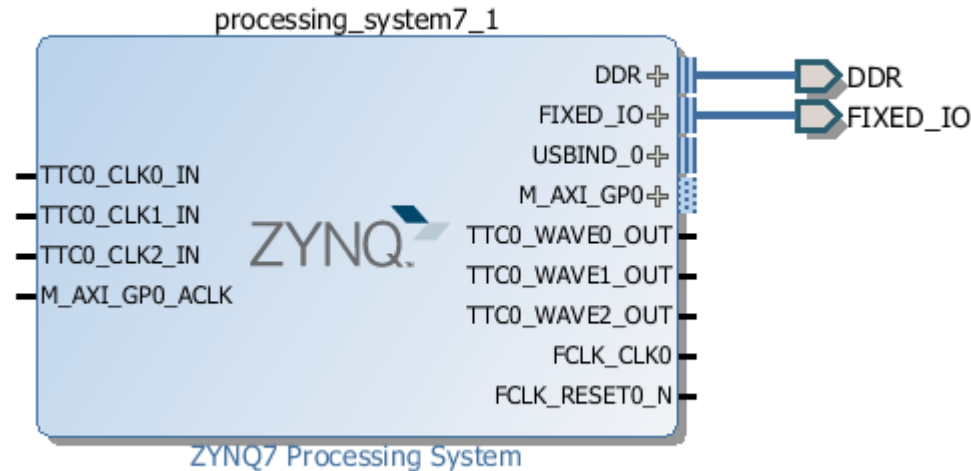 processing_system7_1
DDR
FIXED_IO
USBIND_0
M_AXI_GP0
TTC0_WAVE0_OUT
TTC0_WAVE1_OUT
TTC0_WAVE2_OUT
FCLK_CLK0
FCLK_RESET0_N
TTC0_CLK0_IN
TTC0_CLK1_IN
TTC0_CLK2_IN
M_AXI_GP0_ACLK
ZYNQ
DDR
FIXED_IO
ZYNQ7 Processing System